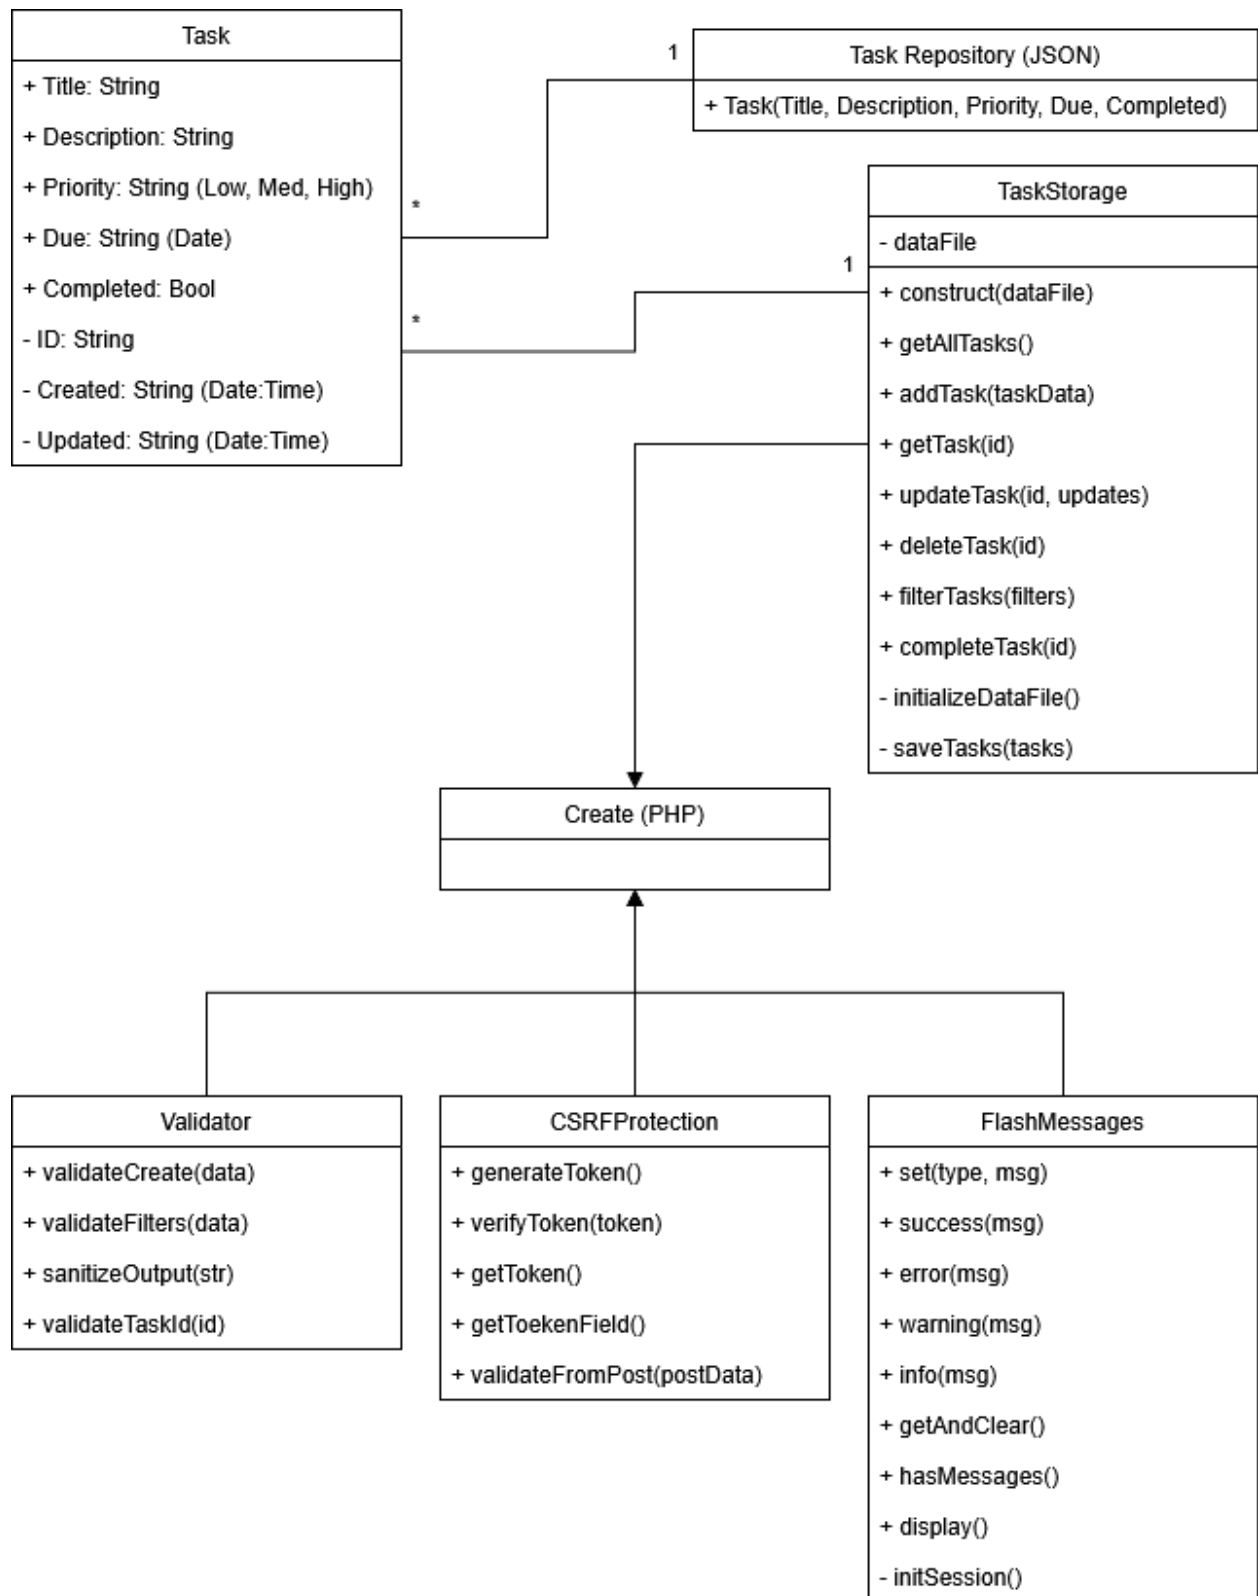 Task
+ Title: String
+ Description: String
+ Priority: String (Low, Med, High)
+ Due: String (Date)
+ Completed: Bool
- ID: String
- Created: String (Date:Time)
- Updated: String (Date:Time)
*
*
1
Task Repository (JSON)
+ Task(Title, Description, Priority, Due, Completed)
1
TaskStorage
- dataFile
+ construct(dataFile)
+ getAllTasks()
+ addTask(taskData)
+ getTask(id)
+ updateTask(id, updates)
+ deleteTask(id)
+ filterTasks(filters)
+ completeTask(id)
- initializeDataFile()
- saveTasks(tasks)
Create (PHP)
Validator
+ validateCreate(data)
+ validateFilters(data)
+ sanitizeOutput(str)
+ validateTaskId(id)
CSRFProtection
+ generateToken()
+ verifyToken(token)
+ getToken()
+ getToekenField()
+ validateFromPost(postData)
FlashMessages
+ set(type, msg)
+ success(msg)
+ error(msg)
+ warning(msg)
+ info(msg)
+ getAndClear()
+ hasMessages()
+ display()
- initSession()